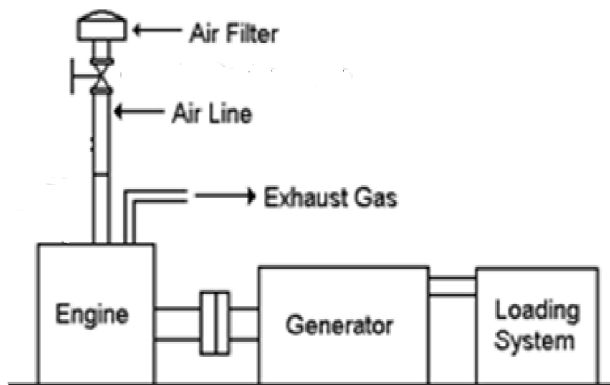 Air Filter
Air Line
Exhaust Gas
Engine
Generator
Loading
System